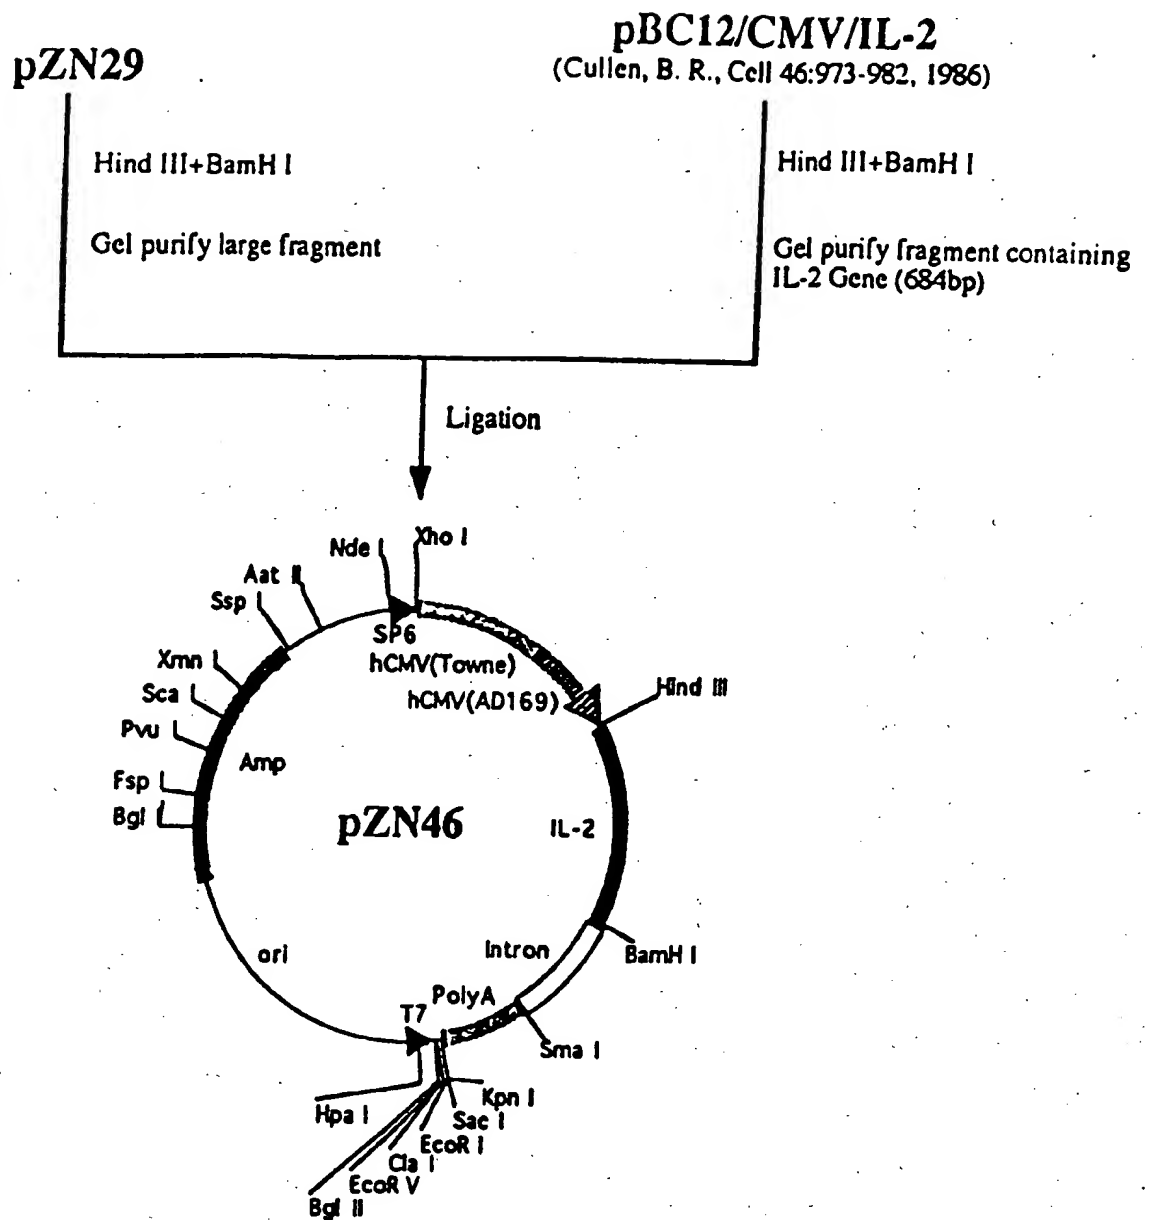 pZN29
pBC12/CMV/IL-2
(Cullen, B. R., Cell 46:973-982, 1986)
Hind III+BamH I
Gel purify large fragment
Hind III+BamH I
Gel purify fragment containing
IL-2 Gene (684bp)
Ligation
Nde I
Xho I
Aat II
Ssp I
Xmn I
Sca I
Pvu I
Fsp I
Bgl I
SP6
hCMV(Towne)
hCMV(AD169)
Hind III
Amp
pZN46
IL-2
ori
Intron
BamH I
PolyA
T7
Sma I
Hpa I
Kpn I
Sac I
EcoR I
Cla I
EcoR V
Bgl II